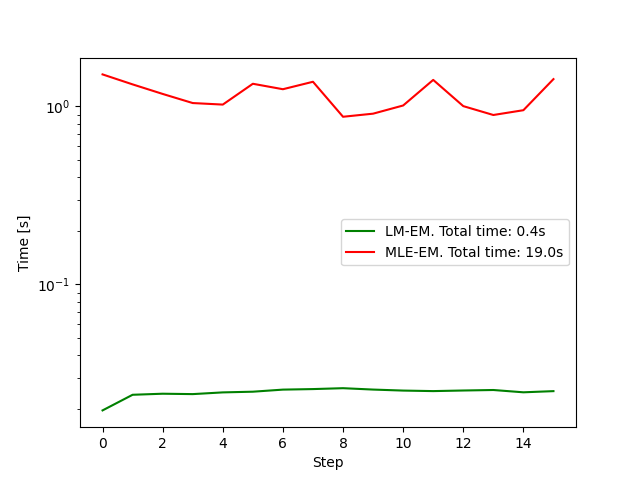 10⁰
10⁻¹
Time [s]
LM-EM. Total time: 0.4s
MLE-EM. Total time: 19.0s
0 2 4 6 8 10 12 14
Step